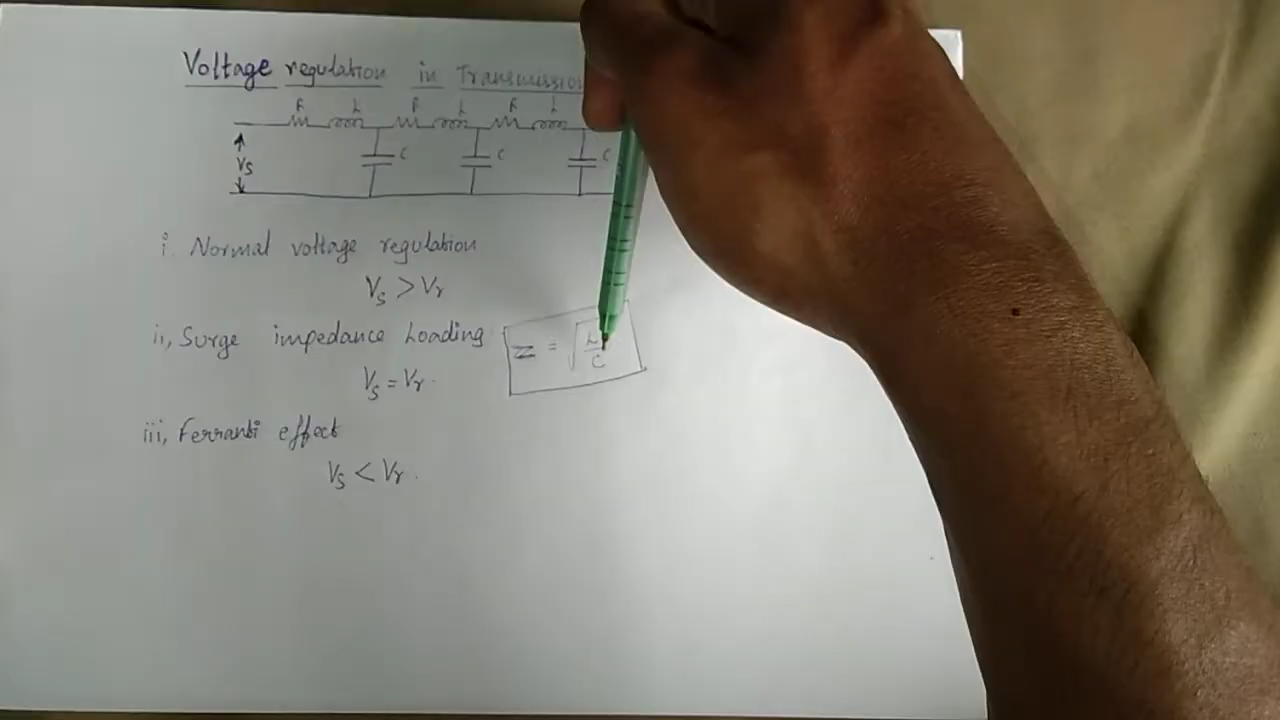 Voltage regulation in Transmission
R L R L R L
Vs C C C
i. Normal voltage regulation
Vs > Vr
ii, Surge impedance Loading Z = √L/C
Vs = Vr.
iii, Ferranti effect
Vs < Vr.